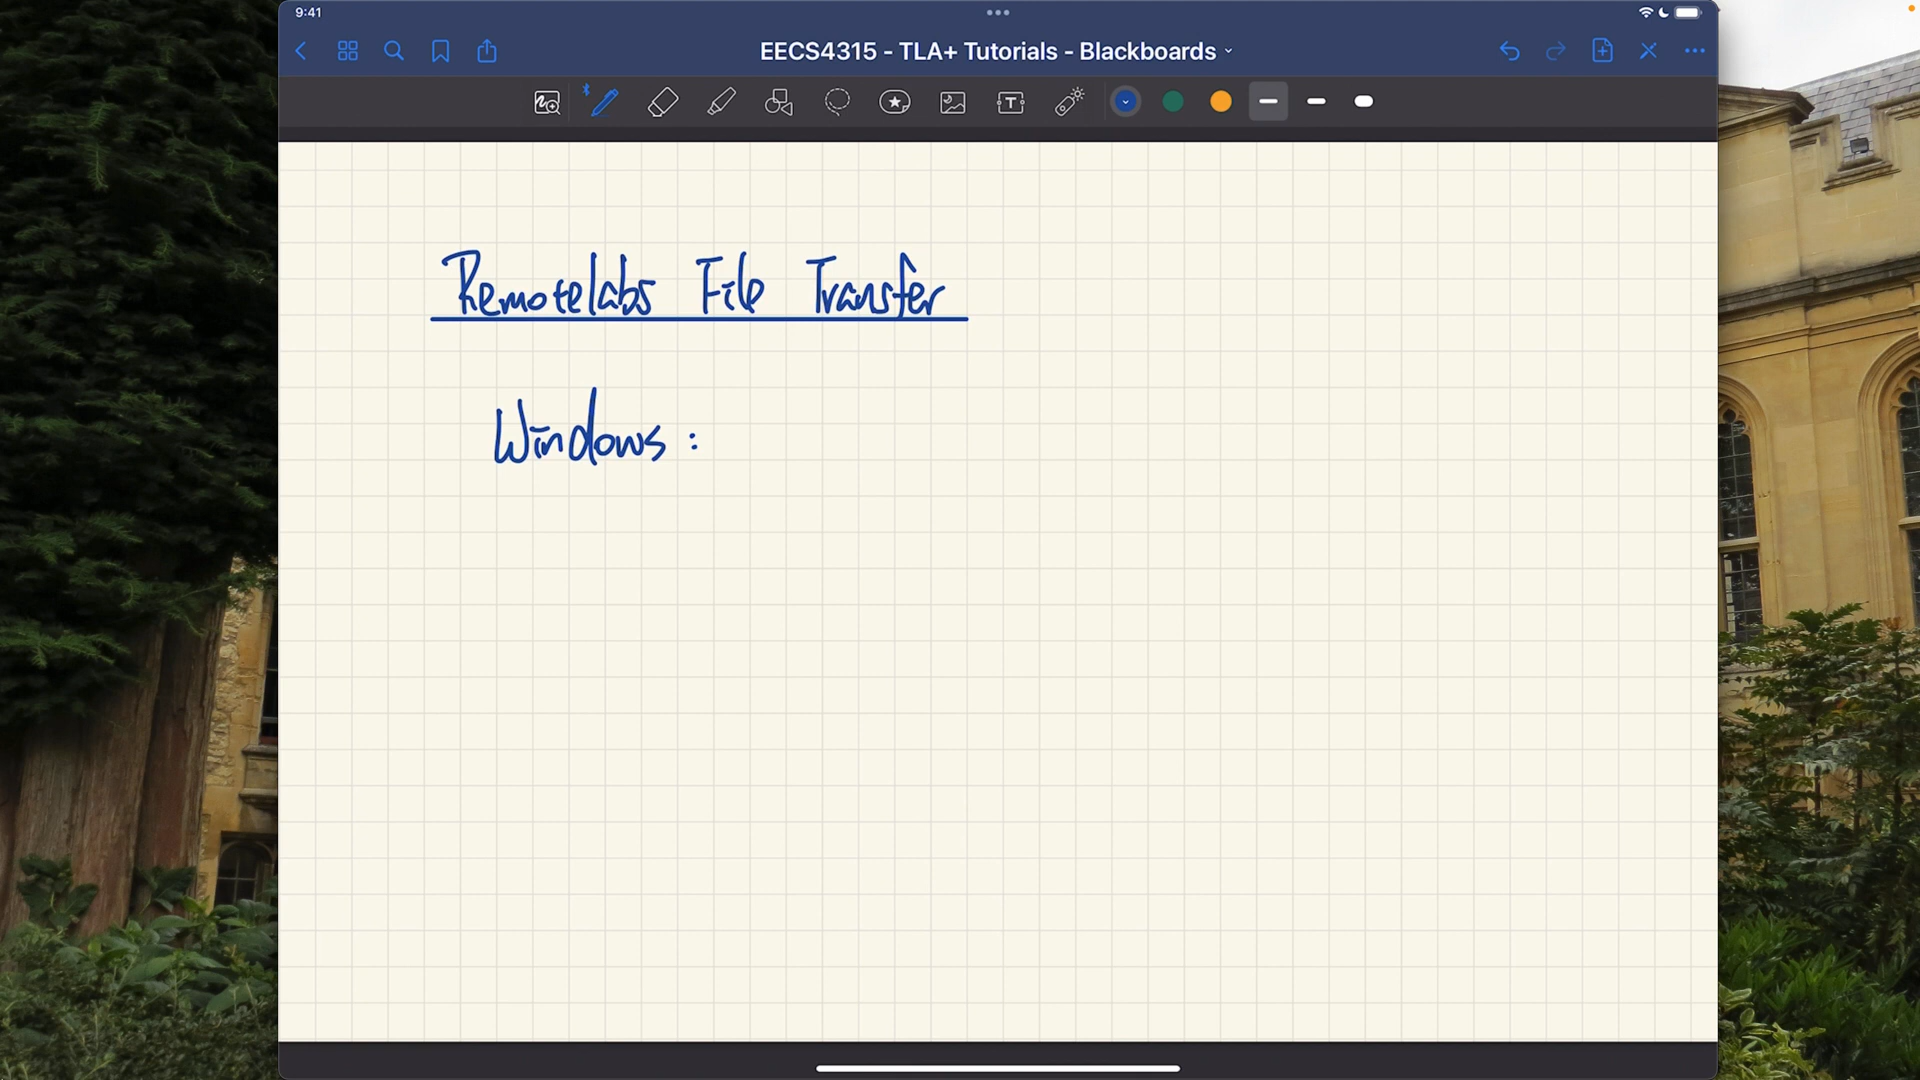 9:41
EECS4315 - TLA+ Tutorials - Blackboards
Remotelabs File Transfer
Windows :